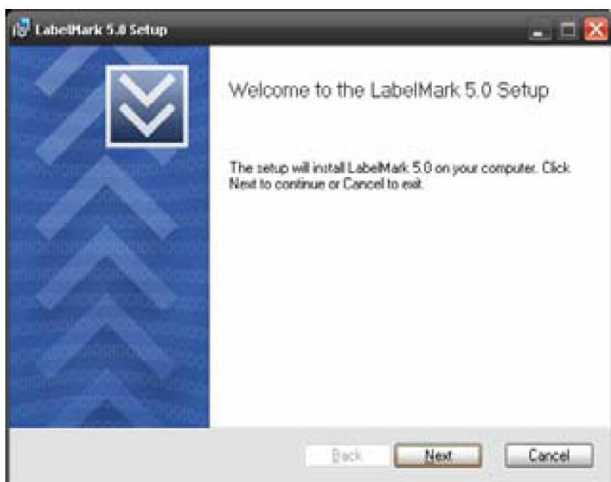 LabelMark 5.0 Setup
Welcome to the LabelMark 5.0 Setup
The setup will install LabelMark 5.0 on your computer. Click
Next to continue or Cancel to exit.
Back
Next
Cancel